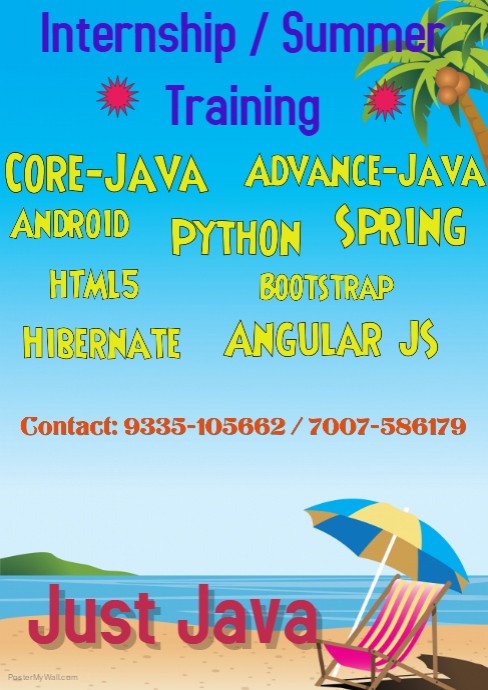 Internship / Summer
Training
CORE-JAVA ADVANCE-JAVA
ANDROID PYTHON SPRING
HTML5 BOOTSTRAP
HIBERNATE ANGULAR JS
Contact: 9335-105662 / 7007-586179
Just Java
PosterMyWall.com